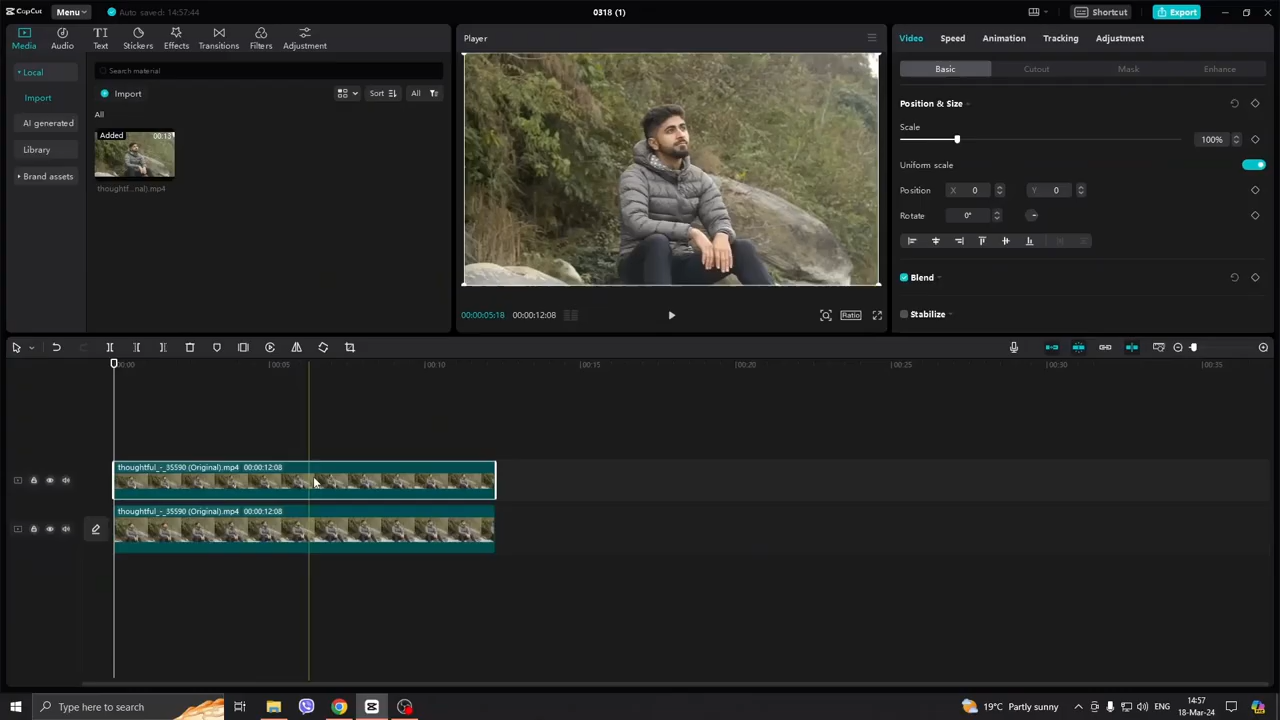 CapCut
Menu
Auto saved: 14:57:44
0318 (1)
Shortcut
Export
Media
Audio
Text
Stickers
Effects
Transitions
Filters
Adjustment
Local
Import
AI generated
Library
Brand assets
Search material
Import
Sort
All
All
Added
00:13
thoughtf...nal).mp4
Player
00:00:05:18
00:00:12:08
Ratio
Video
Speed
Animation
Tracking
Adjustment
Basic
Cutout
Mask
Enhance
Position & Size
Scale
100%
Uniform scale
Position
X
0
Y
0
Rotate
0°
Blend
Stabilize
00:00
00:05
00:10
00:15
00:20
00:25
00:30
00:35
thoughtful_-_35590 (Original).mp4 00:00:12:08
thoughtful_-_35590 (Original).mp4 00:00:12:08
Type here to search
19°C Partly sunny
ENG
14:57
18-Mar-24